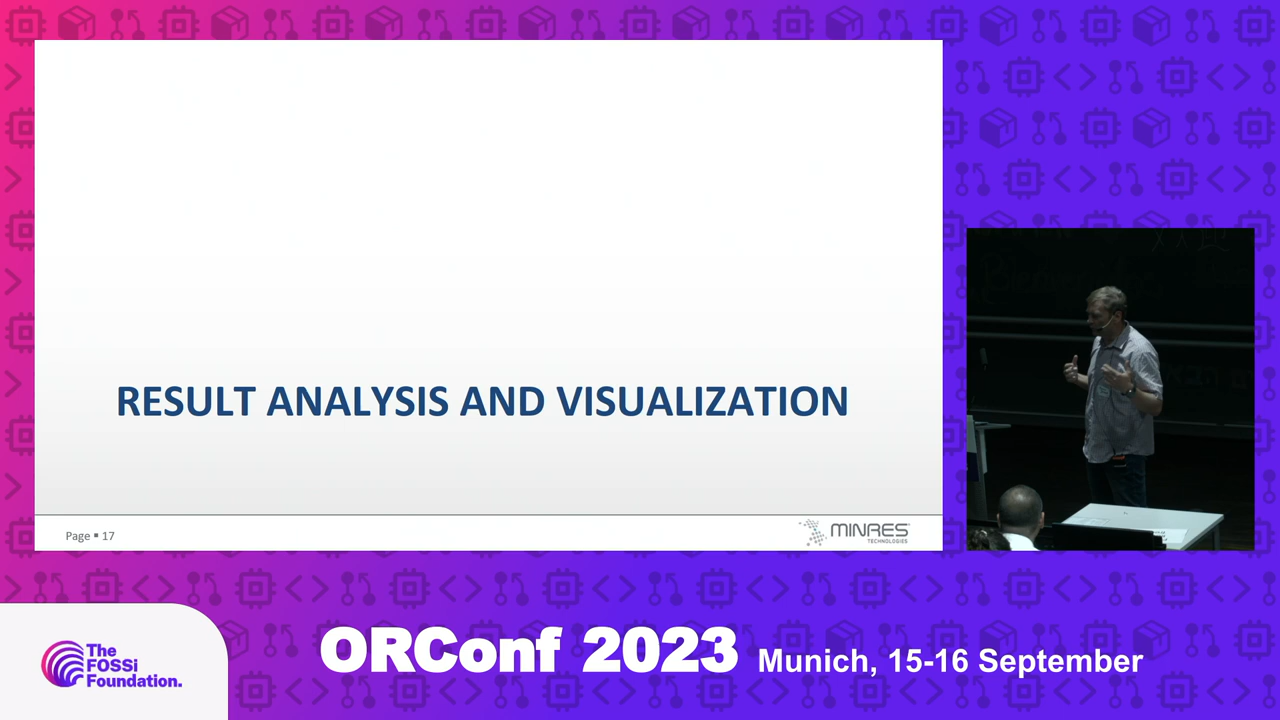 RESULT ANALYSIS AND VISUALIZATION
Page ▪ 17
MINRES
TECHNOLOGIES
The
FOSSi
Foundation.
ORConf 2023
Munich, 15-16 September